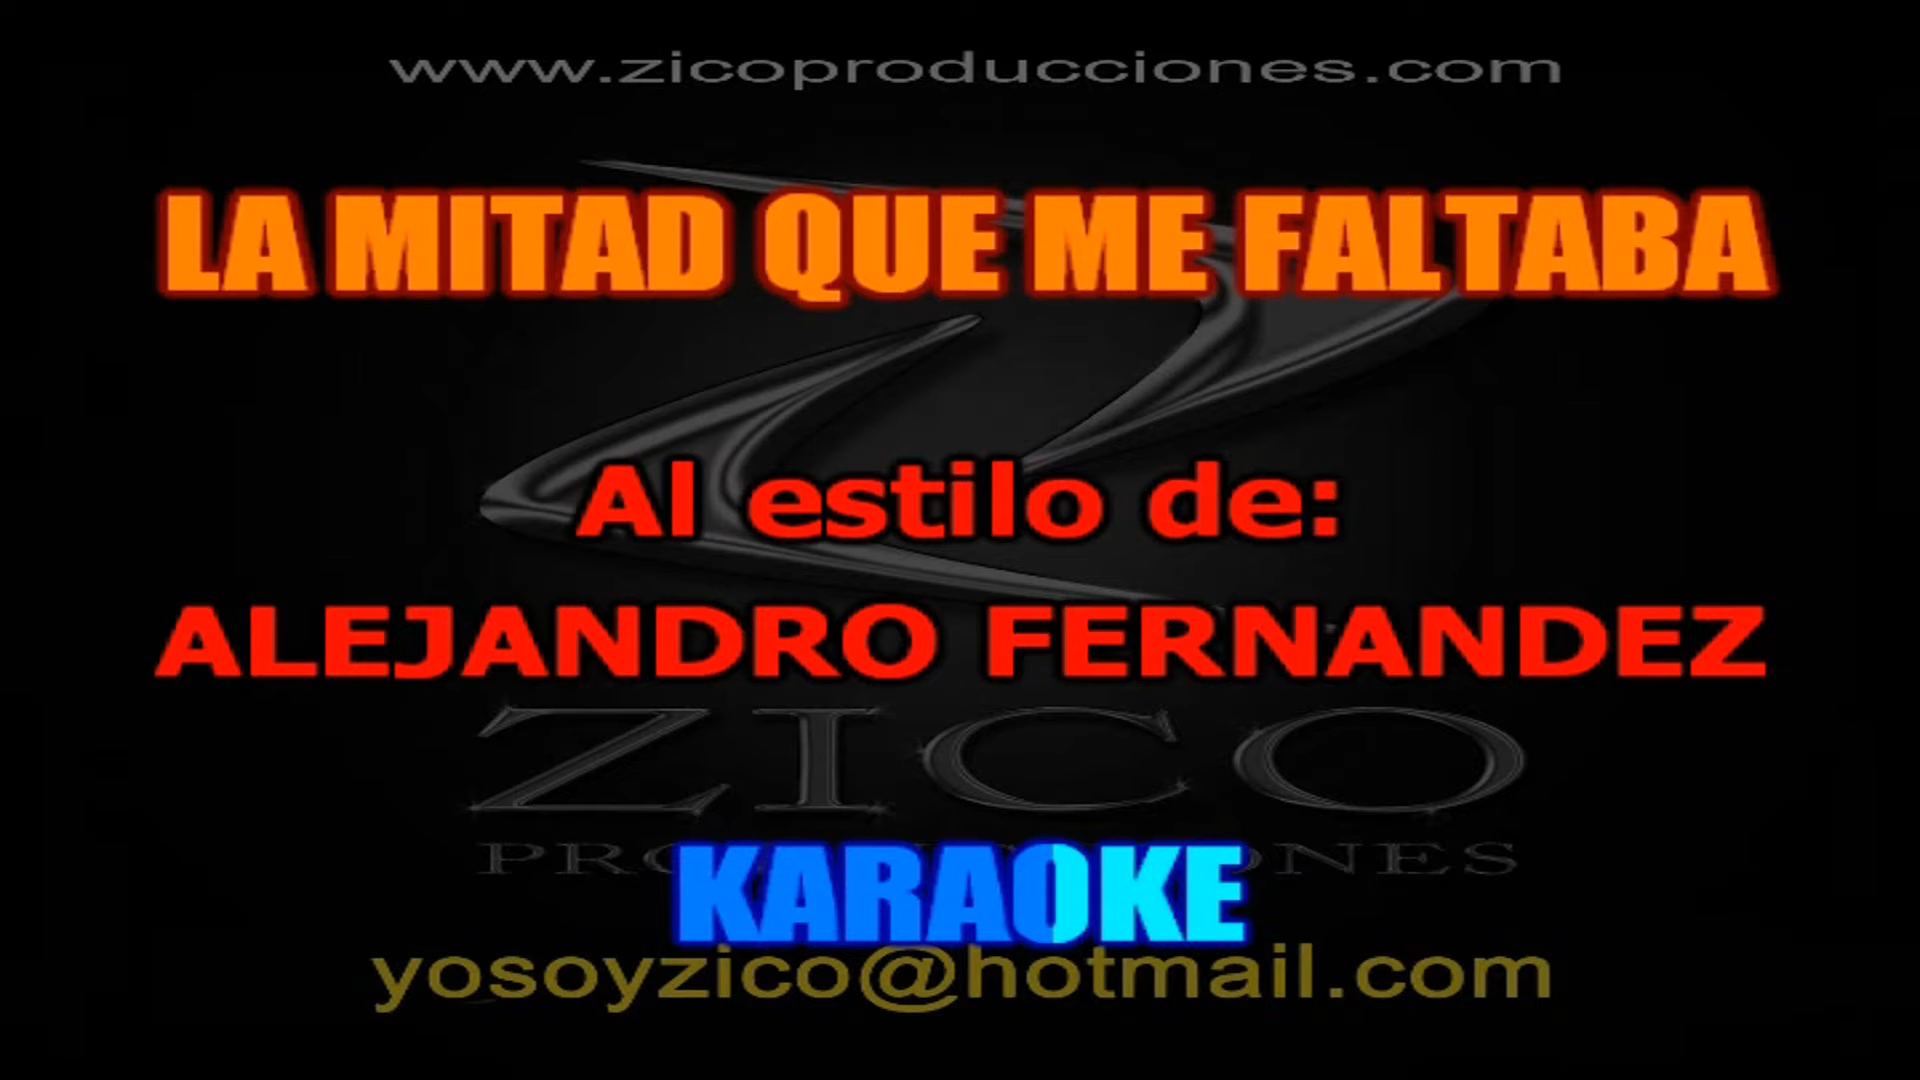 www.zicoproducciones.com
LA MITAD QUE ME FALTABA
Al estilo de:
ALEJANDRO FERNANDEZ
ZICO
KARAOKE
yosoyzico@hotmail.com